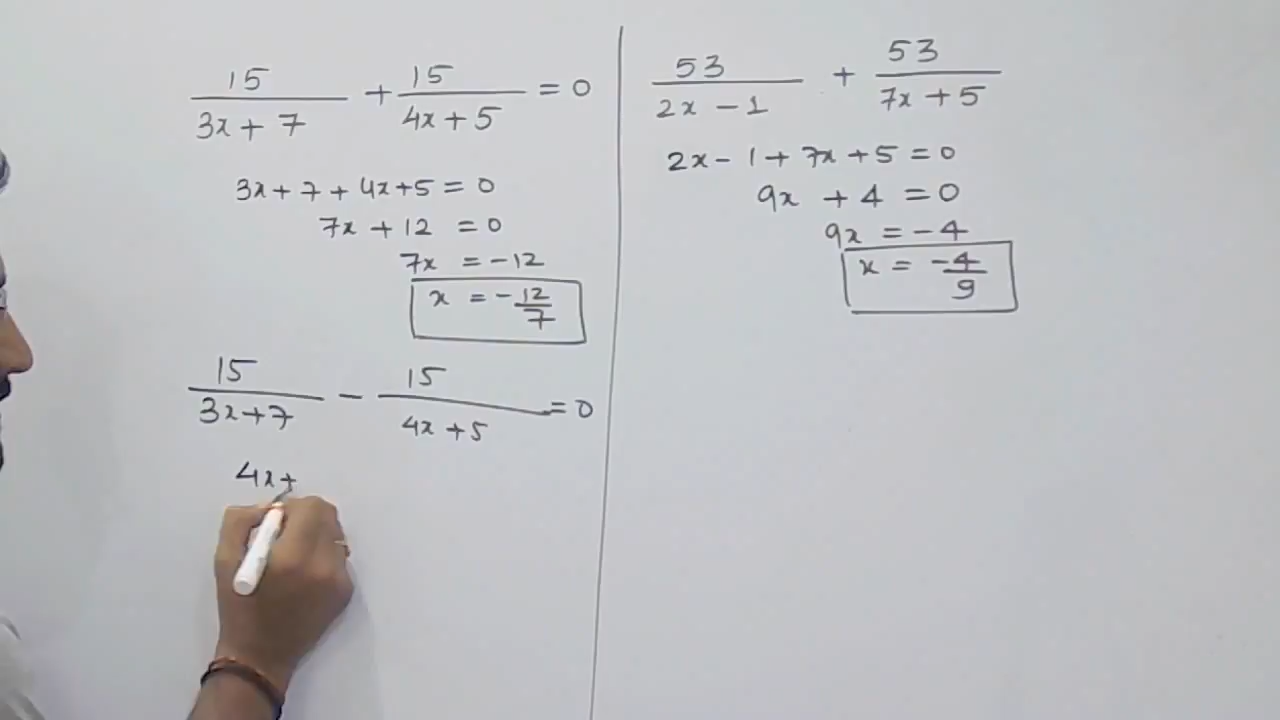 15/(3x + 7) + 15/(4x + 5) = 0
3x + 7 + 4x + 5 = 0
7x + 12 = 0
7x = -12
x = -12/7
15/(3x + 7) - 15/(4x + 5) = 0
4x +
53/(2x - 1) + 53/(7x + 5)
2x - 1 + 7x + 5 = 0
9x + 4 = 0
9x = -4
x = -4/9